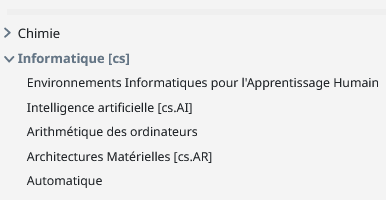 Chimie
Informatique [cs]
Environnements Informatiques pour l'Apprentissage Humain
Intelligence artificielle [cs.AI]
Arithmétique des ordinateurs
Architectures Matérielles [cs.AR]
Automatique